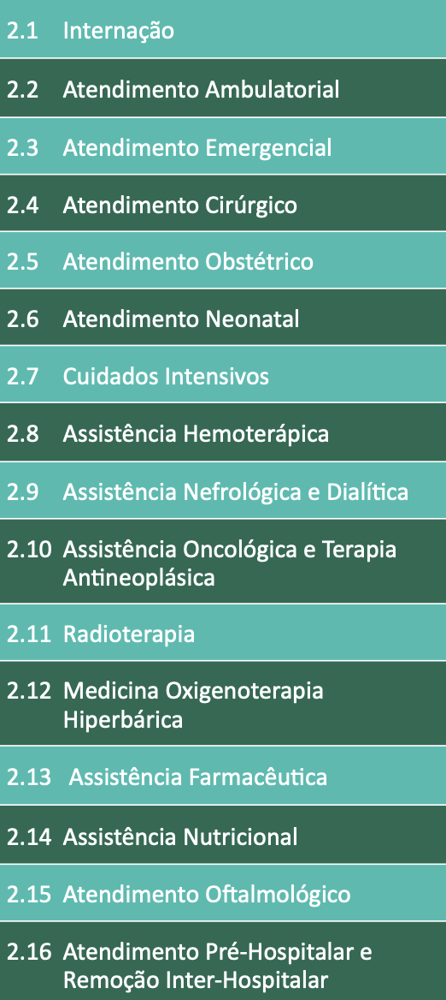 2.1 Internação
2.2 Atendimento Ambulatorial
2.3 Atendimento Emergencial
2.4 Atendimento Cirúrgico
2.5 Atendimento Obstétrico
2.6 Atendimento Neonatal
2.7 Cuidados Intensivos
2.8 Assistência Hemoterápica
2.9 Assistência Nefrológica e Dialítica
2.10 Assistência Oncológica e Terapia
Antineoplásica
2.11 Radioterapia
2.12 Medicina Oxigenoterapia
Hiperbárica
2.13 Assistência Farmacêutica
2.14 Assistência Nutricional
2.15 Atendimento Oftalmológico
2.16 Atendimento Pré-Hospitalar e
Remoção Inter-Hospitalar